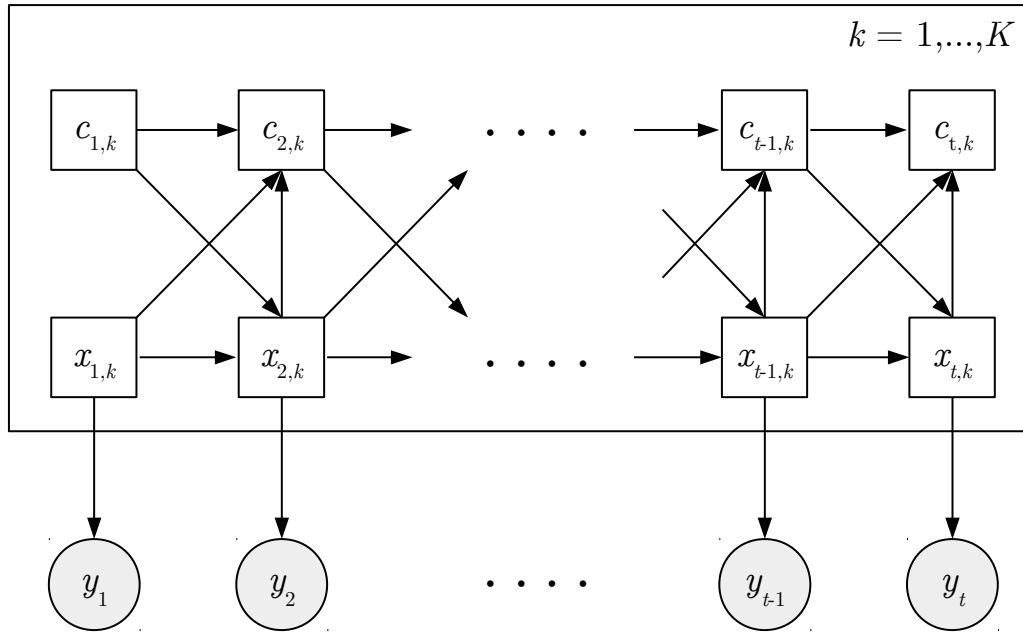 k = 1,...,K
c1,k c2,k . . . . ct-1,k ct,k
x1,k x2,k . . . . xt-1,k xt,k
y1 y2 . . . . yt-1 yt